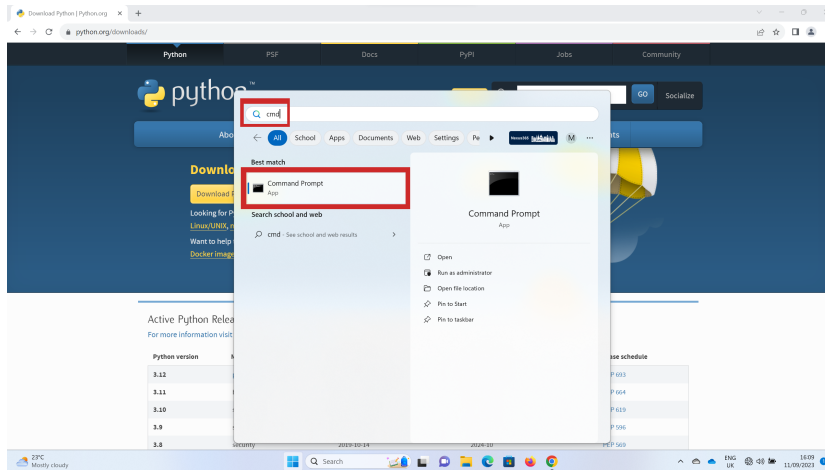 Download Python | Python.org
python.org/downloads/
Python PSF Docs PyPI Jobs Community
python™
GO Socialize
cmd
All School Apps Documents Web Settings Pe M ...
Best match
Command Prompt
App
Search school and web
cmd - See school and web results
Command Prompt
App
Open
Run as administrator
Open file location
Pin to Start
Pin to taskbar
Download
Looking for
Linux/UNIX,
Want to help
Docker
Active Python
For more information visit
Python version
3.12 693
3.11 664
3.10 619
3.9 596
3.8 security 2019-10-14 2024-10 PEP 569
23°C
Mostly cloudy
Search
ENG
UK
16:09
11/09/2023